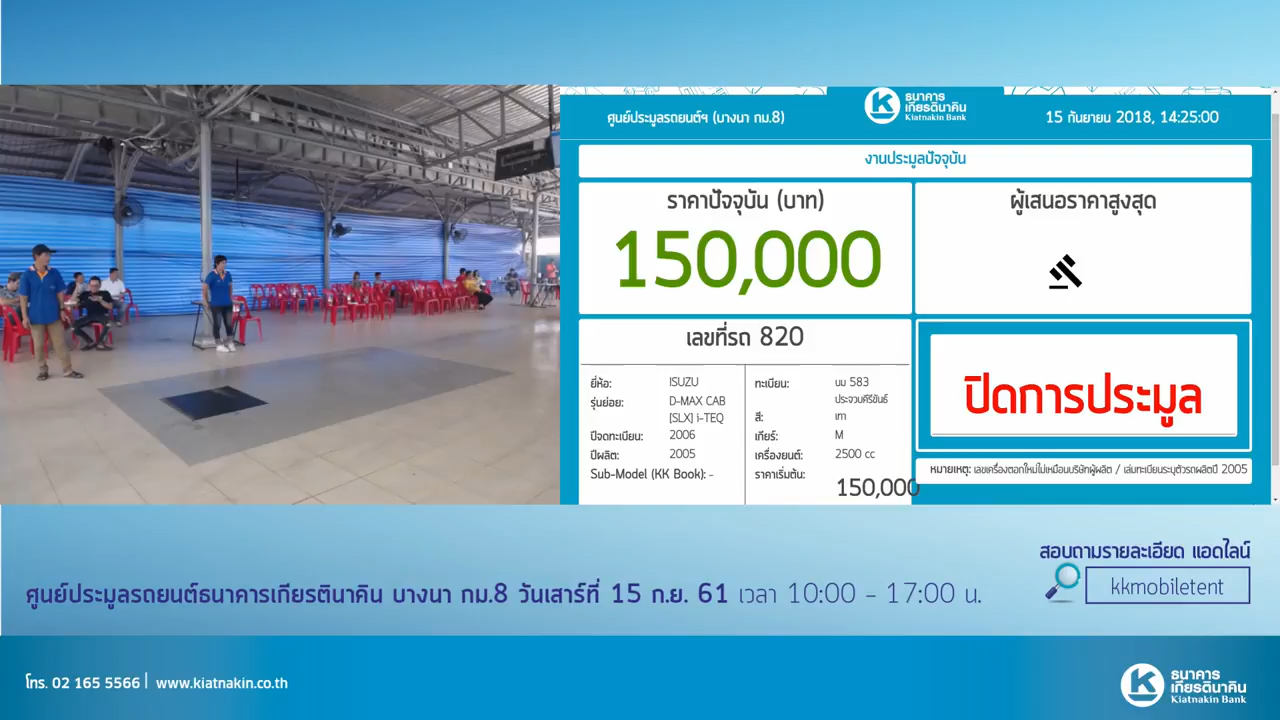 ศูนย์ประมูลรถยนต์ฯ (บางนา กม.8)
ธนาคาร
เกียรตินาคิน
Kiatnakin Bank
15 กันยายน 2018, 14:25:00
งานประมูลปัจจุบัน
ราคาปัจจุบัน (บาท)
150,000
ผู้เสนอราคาสูงสุด
เลขที่รถ 820
ยี่ห้อ: ISUZU
รุ่นย่อย: D-MAX CAB
[SLX] i-TEQ
ปีจดทะเบียน: 2006
ปีผลิต: 2005
Sub-Model (KK Book): -
ทะเบียน: บม 583
ประจวบคีรีขันธ์
สี: เทา
เกียร์: M
เครื่องยนต์: 2500 cc
ราคาเริ่มต้น: 150,000
ปิดการประมูล
หมายเหตุ: เลขเครื่องตอกใหม่ไม่เหมือนบริษัทผู้ผลิต / เล่มทะเบียนระบุตัวรถผลิตปี 2005
สอบถามรายละเอียด แอดไลน์
kkmobiletent
ศูนย์ประมูลรถยนต์ธนาคารเกียรตินาคิน บางนา กม.8 วันเสาร์ที่ 15 ก.ย. 61 เวลา 10:00 - 17:00 น.
โทร. 02 165 5566 | www.kiatnakin.co.th
ธนาคาร
เกียรตินาคิน
Kiatnakin Bank